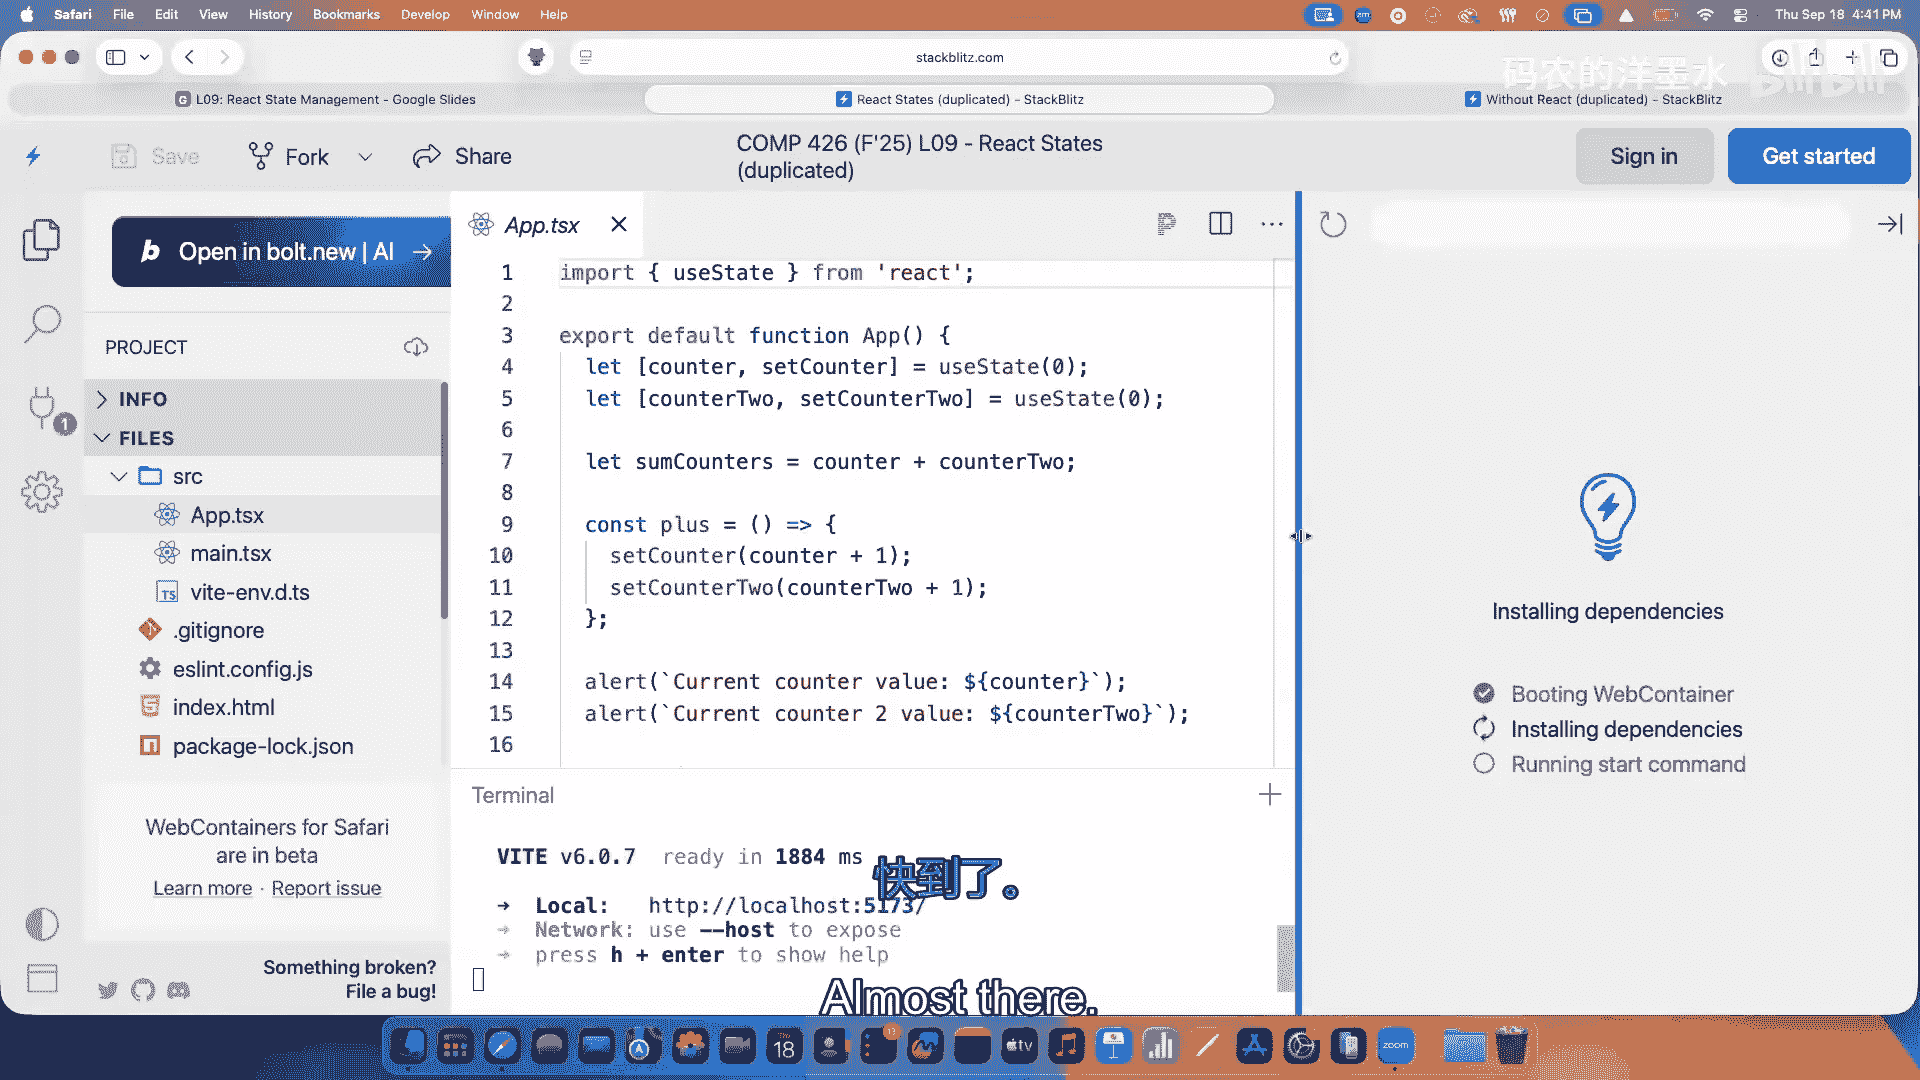 Safari File Edit View History Bookmarks Develop Window Help
zm
Thu Sep 18 4:41 PM
stackblitz.com
码农的洋墨水
bilibili
L09: React State Management - Google Slides
React States (duplicated) - StackBlitz
Without React (duplicated) - StackBlitz
Save
Fork
Share
COMP 426 (F'25) L09 - React States
(duplicated)
Sign in
Get started
b Open in bolt.new | AI
PROJECT
INFO
FILES
src
App.tsx
main.tsx
TS vite-env.d.ts
.gitignore
eslint.config.js
index.html
package-lock.json
1
WebContainers for Safari
are in beta
Learn more · Report issue
Something broken?
File a bug!
App.tsx
1 import { useState } from 'react';
2
3 export default function App() {
4 let [counter, setCounter] = useState(0);
5 let [counterTwo, setCounterTwo] = useState(0);
6
7 let sumCounters = counter + counterTwo;
8
9 const plus = () => {
10 setCounter(counter + 1);
11 setCounterTwo(counterTwo + 1);
12 };
13
14 alert(`Current counter value: ${counter}`);
15 alert(`Current counter 2 value: ${counterTwo}`);
16
Terminal
VITE v6.0.7 ready in 1884 ms
➜ Local: http://localhost:5173/
➜ Network: use --host to expose
➜ press h + enter to show help
Installing dependencies
Booting WebContainer
Installing dependencies
Running start command
快到了。
Almost there.
18
13
tv
zoom